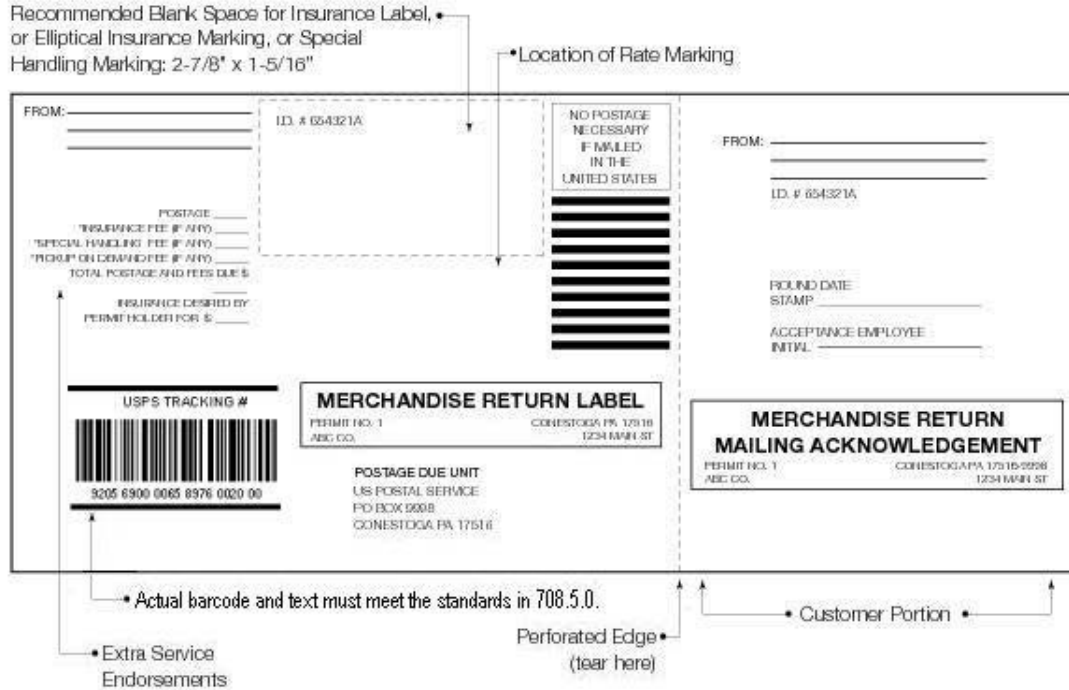 Recommended Blank Space for Insurance Label,
or Elliptical Insurance Marking, or Special
Handling Marking: 2-7/8" x 1-5/16"
Location of Rate Marking
FROM:
I.D. # 654321A
NO POSTAGE
NECESSARY
IF MAILED
IN THE
UNITED STATES
POSTAGE
*INSURANCE FEE (IF ANY)
*SPECIAL HANDLING FEE (IF ANY)
*PICKUP ON DEMAND FEE (IF ANY)
TOTAL POSTAGE AND FEES DUE $
INSURANCE DESIRED BY
PERMIT HOLDER FOR $
USPS TRACKING #
9205 6900 0065 8976 0020 00
MERCHANDISE RETURN LABEL
PERMIT NO. 1 CONESTOGA PA 17516
ABC CO. 1234 MAIN ST
POSTAGE DUE UNIT
US POSTAL SERVICE
PO BOX 9998
CONESTOGA PA 17516
FROM:
I.D. # 654321A
ROUND DATE
STAMP
ACCEPTANCE EMPLOYEE
INITIAL
MERCHANDISE RETURN
MAILING ACKNOWLEDGEMENT
PERMIT NO. 1 CONESTOGA PA 17516-9998
ABC CO. 1234 MAIN ST
Actual barcode and text must meet the standards in 708.5.0.
Extra Service
Endorsements
Perforated Edge
(tear here)
Customer Portion